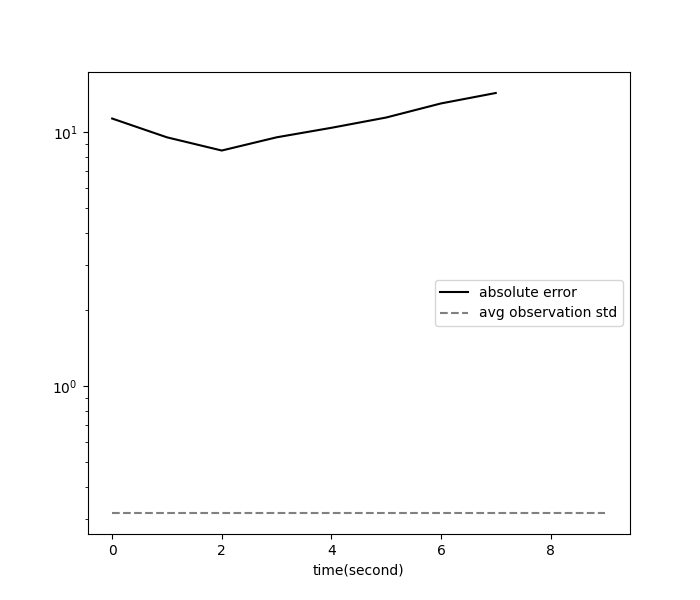 10¹
10⁰
absolute error
avg observation std
0 2 4 6 8
time(second)